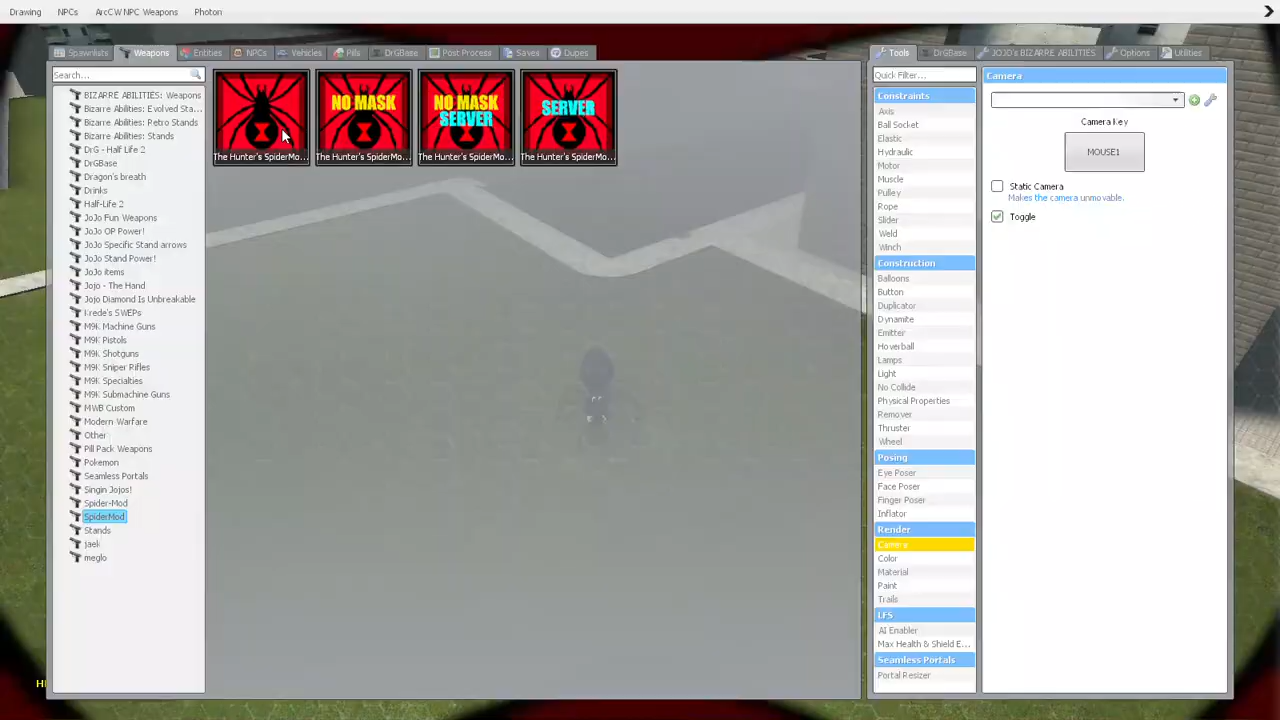 Drawing NPCs ArcCW NPC Weapons Photon
Spawnlists Weapons Entities NPCs Vehicles Pills DrGBase Post Process Saves Dupes
Search...
BIZARRE ABILITIES: Weapons
Bizarre Abilities: Evolved Sta...
Bizarre Abilities: Retro Stands
Bizarre Abilities: Stands
DrG - Half Life 2
DrGBase
Dragon's breath
Drinks
Half-Life 2
JoJo Fun Weapons
JoJo OP Power!
JoJo Specific Stand arrows
JoJo Stand Power!
JoJo items
Jojo - The Hand
Jojo Diamond Is Unbreakable
Krede's SWEPs
M9K Machine Guns
M9K Pistols
M9K Shotguns
M9K Sniper Rifles
M9K Specialties
M9K Submachine Guns
MWB Custom
Modern Warfare
Other
Pill Pack Weapons
Pokemon
Seamless Portals
Singin Jojos!
Spider-Mod
SpiderMod
Stands
jaek
meglo
The Hunter's SpiderMo...
NO MASK
The Hunter's SpiderMo...
NO MASK
SERVER
The Hunter's SpiderMo...
SERVER
The Hunter's SpiderMo...
Tools DrGBase JOJO's BIZARRE ABILITIES Options Utilities
Quick Filter...
Constraints
Axis
Ball Socket
Elastic
Hydraulic
Motor
Muscle
Pulley
Rope
Slider
Weld
Winch
Construction
Balloons
Button
Duplicator
Dynamite
Emitter
Hoverball
Lamps
Light
No Collide
Physical Properties
Remover
Thruster
Wheel
Posing
Eye Poser
Face Poser
Finger Poser
Inflator
Render
Camera
Color
Material
Paint
Trails
LFS
AI Enabler
Max Health & Shield E...
Seamless Portals
Portal Resizer
Camera
Camera Key
MOUSE1
Static Camera
Makes the camera unmovable.
Toggle